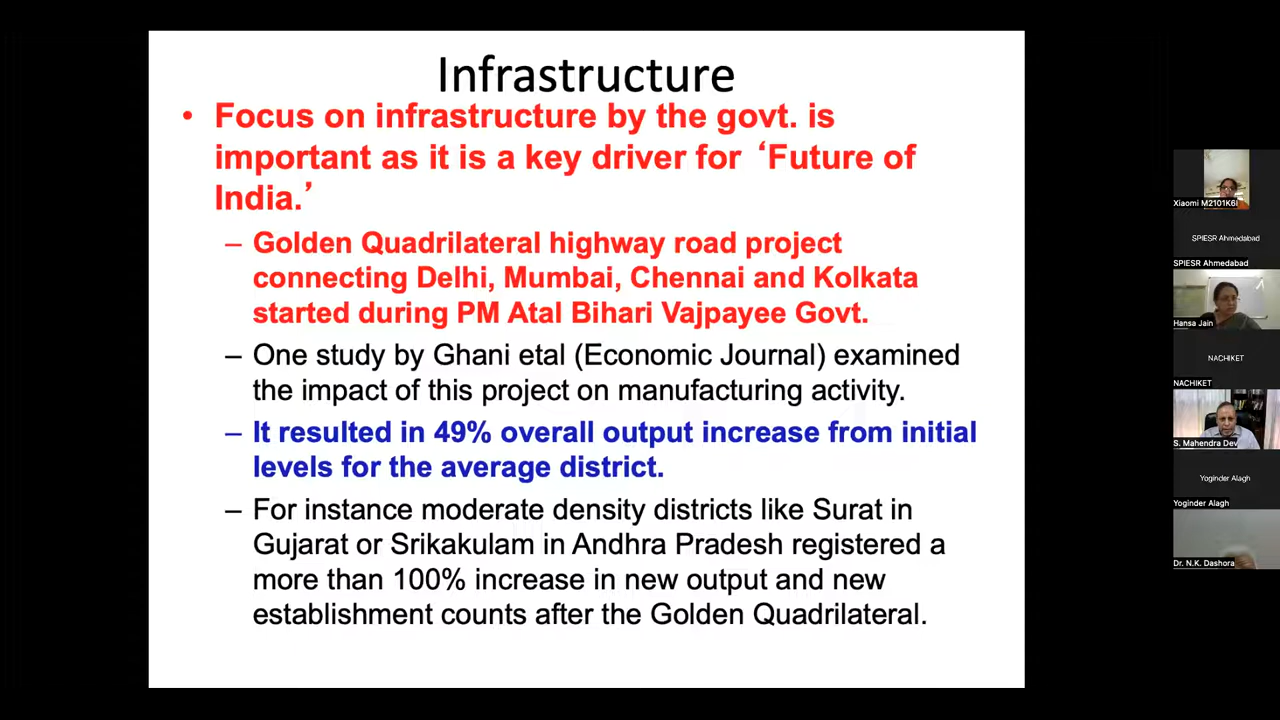 Infrastructure
• Focus on infrastructure by the govt. is
important as it is a key driver for ‘Future of
India.’
– Golden Quadrilateral highway road project
connecting Delhi, Mumbai, Chennai and Kolkata
started during PM Atal Bihari Vajpayee Govt.
– One study by Ghani etal (Economic Journal) examined
the impact of this project on manufacturing activity.
– It resulted in 49% overall output increase from initial
levels for the average district.
– For instance moderate density districts like Surat in
Gujarat or Srikakulam in Andhra Pradesh registered a
more than 100% increase in new output and new
establishment counts after the Golden Quadrilateral.
Xiaomi M2101K6I
SPIESR Ahmedabad
SPIESR Ahmedabad
Hansa Jain
NACHIKET
NACHIKET
S. Mahendra Dev
Yoginder Alagh
Yoginder Alagh
Dr. N.K. Dashora